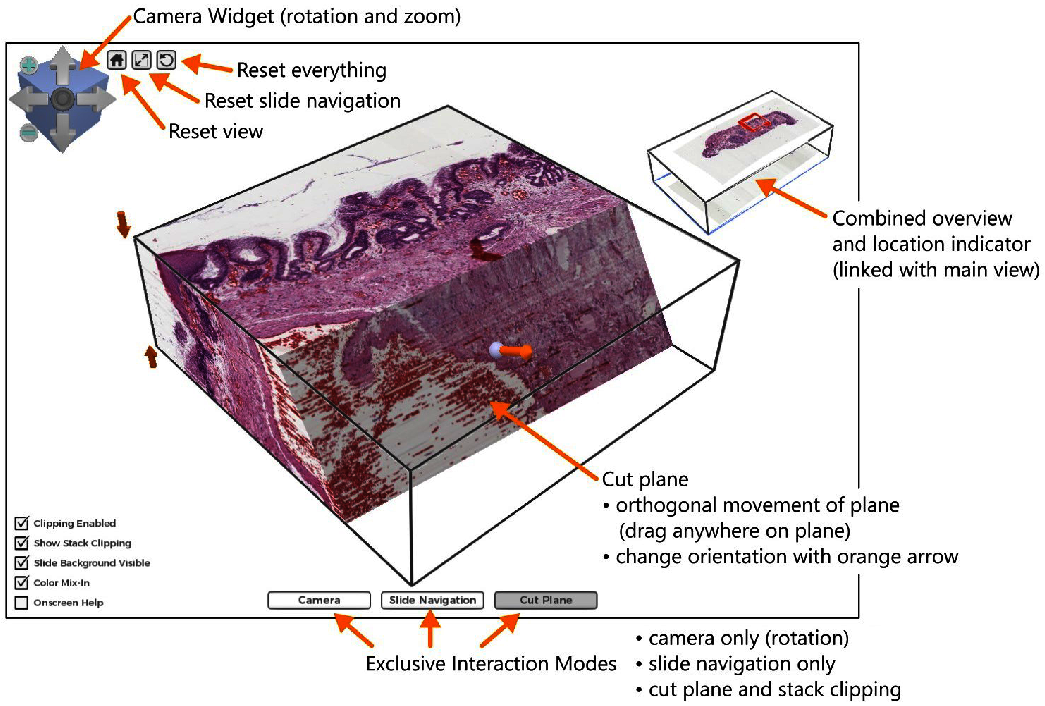 Camera Widget (rotation and zoom)
Reset everything
Reset slide navigation
Reset view
Combined overview
and location indicator
(linked with main view)
Cut plane
• orthogonal movement of plane
(drag anywhere on plane)
• change orientation with orange arrow
Clipping Enabled
Show Stack Clipping
Slide Background Visible
Color Mix-In
Onscreen Help
Camera
Slide Navigation
Cut Plane
Exclusive Interaction Modes
• camera only (rotation)
• slide navigation only
• cut plane and stack clipping